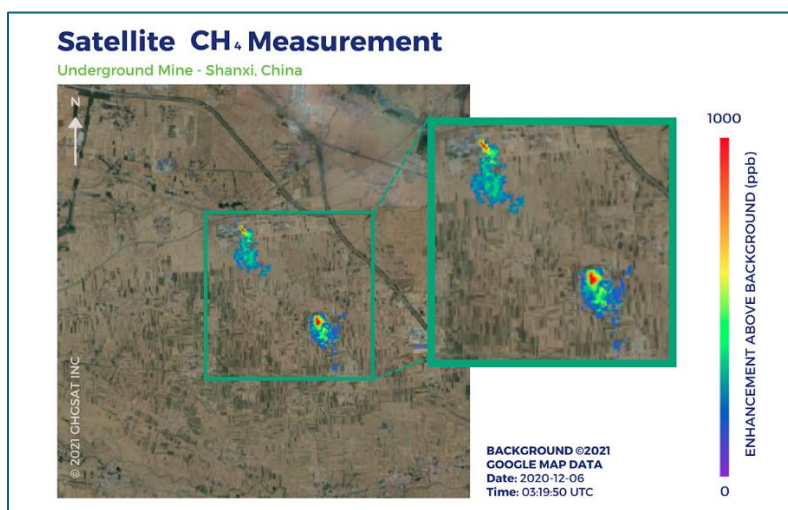 Satellite CH₄ Measurement
Underground Mine - Shanxi, China
N
© 2021 GHGSAT INC
1000
ENHANCEMENT ABOVE BACKGROUND (ppb)
0
BACKGROUND ©2021
GOOGLE MAP DATA
Date: 2020-12-06
Time: 03:19:50 UTC